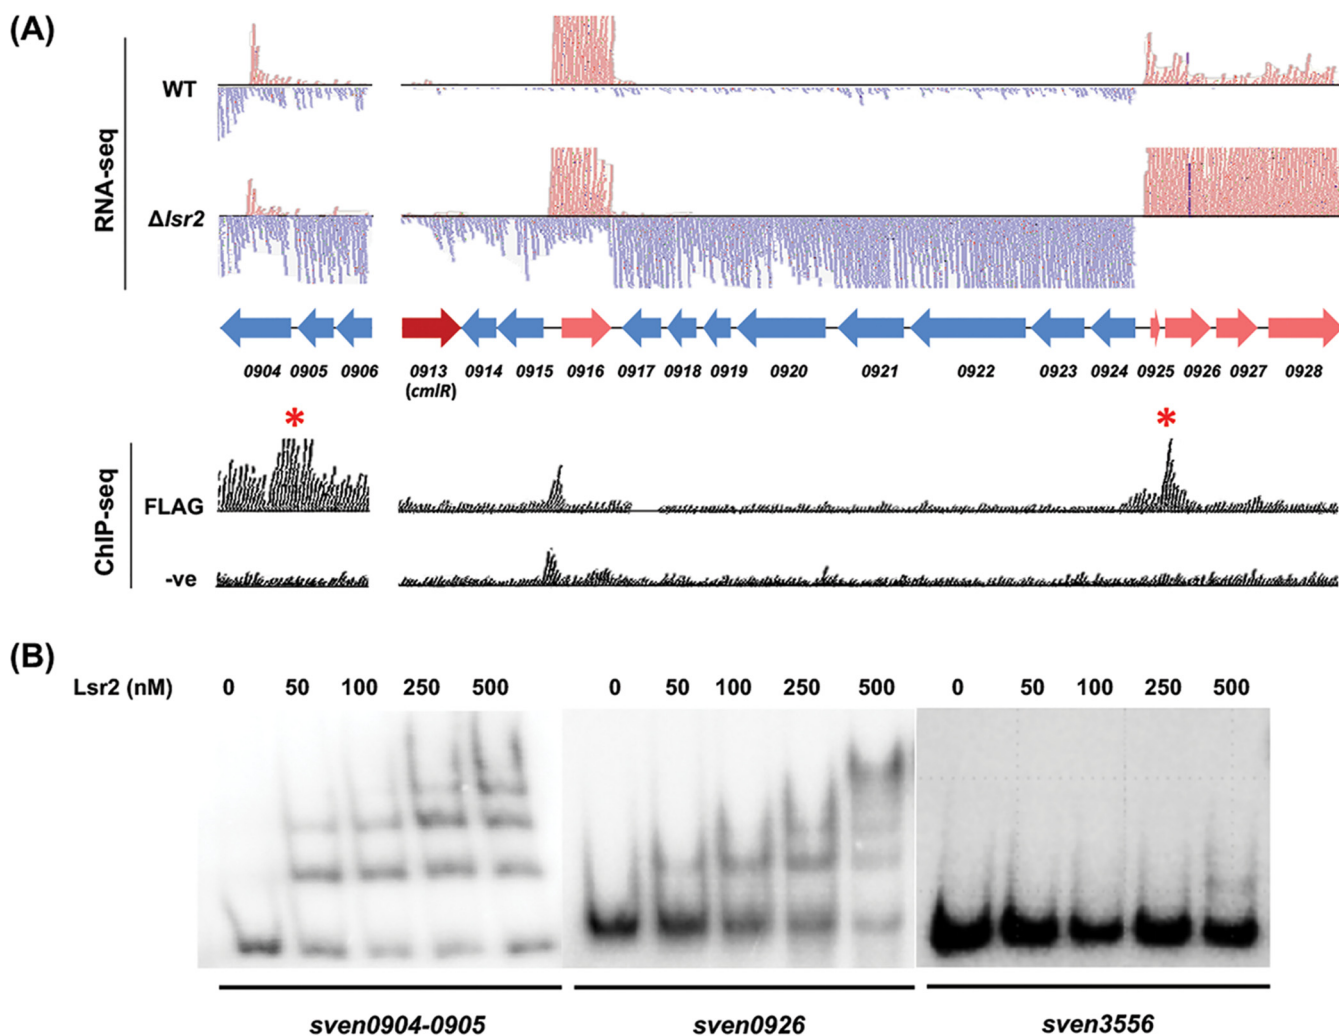 (A)
RNA-seq
WT
Δlsr2
0904 0905 0906 0913 0914 0915 0916 0917 0918 0919 0920 0921 0922 0923 0924 0925 0926 0927 0928
(cmlR)
* *
ChIP-seq
FLAG
-ve
(B)
Lsr2 (nM) 0 50 100 250 500 0 50 100 250 500 0 50 100 250 500
sven0904-0905 sven0926 sven3556